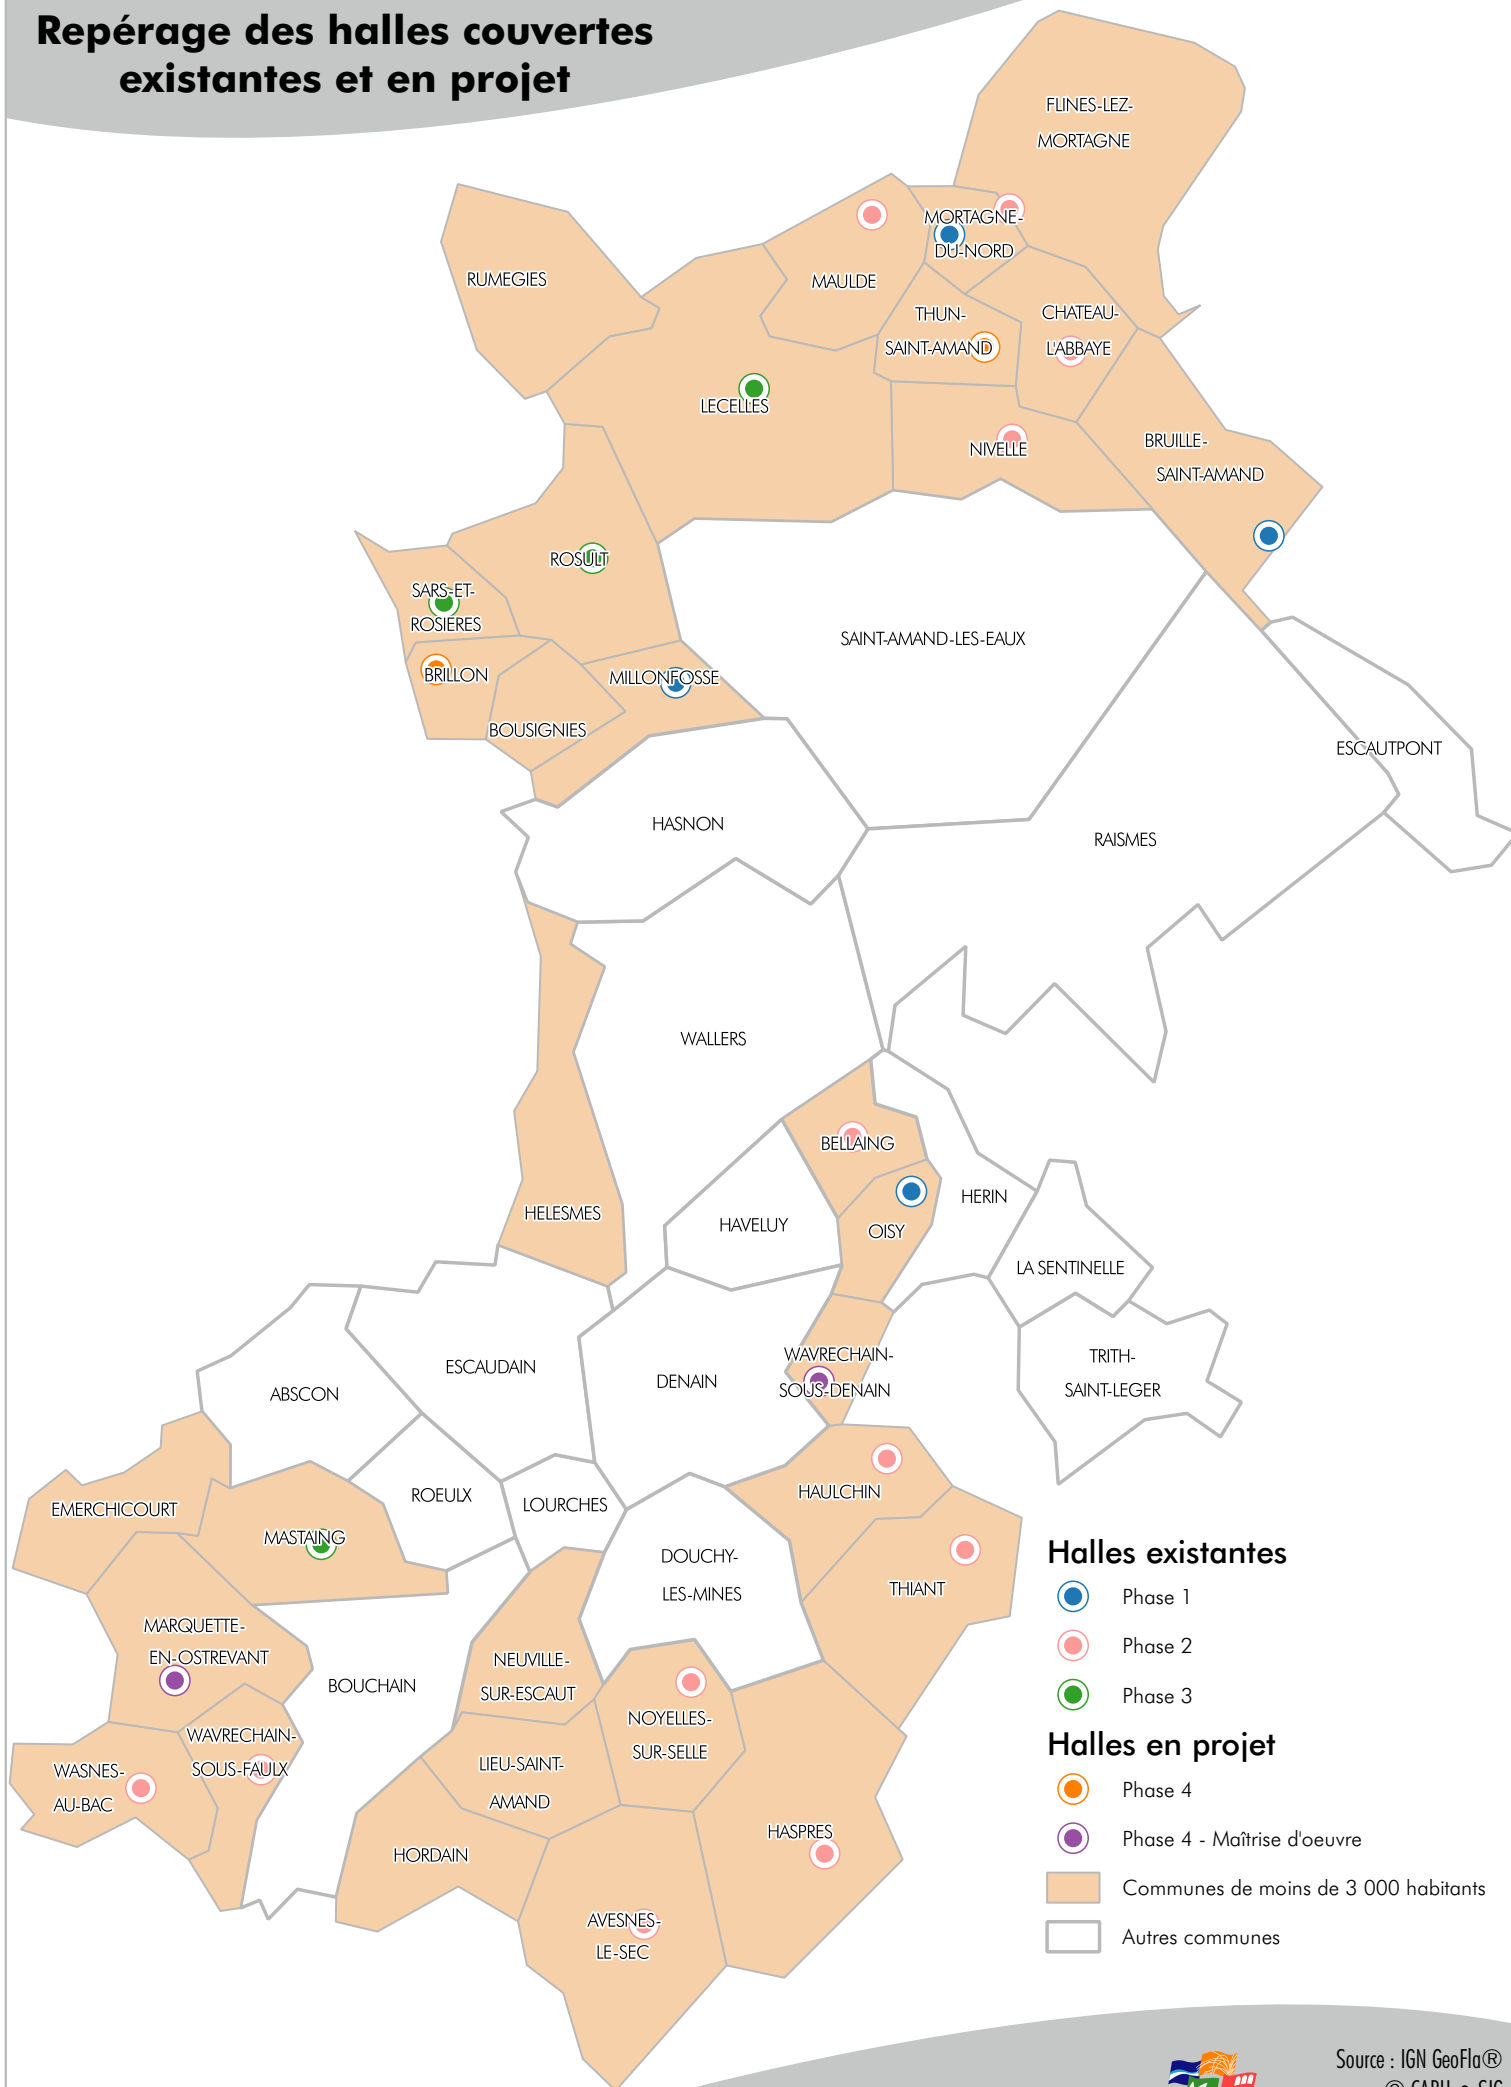 Repérage des halles couvertes
existantes et en projet
FLINES-LEZ-
MORTAGNE
MORTAGNE-
DU-NORD
RUMEGIES
MAULDE
THUN-
SAINT-AMAND
CHATEAU-
L'ABBAYE
LECELLES
NIVELLE
BRUILLE-
SAINT-AMAND
ROSULT
SARS-ET-
ROSIERES
BRILLON
MILLONFOSSE
BOUSIGNIES
SAINT-AMAND-LES-EAUX
ESCAUTPONT
HASNON
RAISMES
WALLERS
BELLAING
HERIN
HELESMES
HAVELUY
OISY
LA SENTINELLE
WAVRECHAIN-
SOUS-DENAIN
TRITH-
SAINT-LEGER
ESCAUDAIN
DENAIN
ABSCON
EMERCHICOURT
ROEULX
LOURCHES
HAULCHIN
MASTAING
DOUCHY-
LES-MINES
THIANT
MARQUETTE-
EN-OSTREVANT
BOUCHAIN
NEUVILLE-
SUR-ESCAUT
NOYELLES-
SUR-SELLE
WAVRECHAIN-
SOUS-FAULX
WASNES-
AU-BAC
LIEU-SAINT-
AMAND
HORDAIN
HASPRES
AVESNES-
LE-SEC
Halles existantes
Phase 1
Phase 2
Phase 3
Halles en projet
Phase 4
Phase 4 - Maîtrise d'oeuvre
Communes de moins de 3 000 habitants
Autres communes
Source : IGN GeoFla®